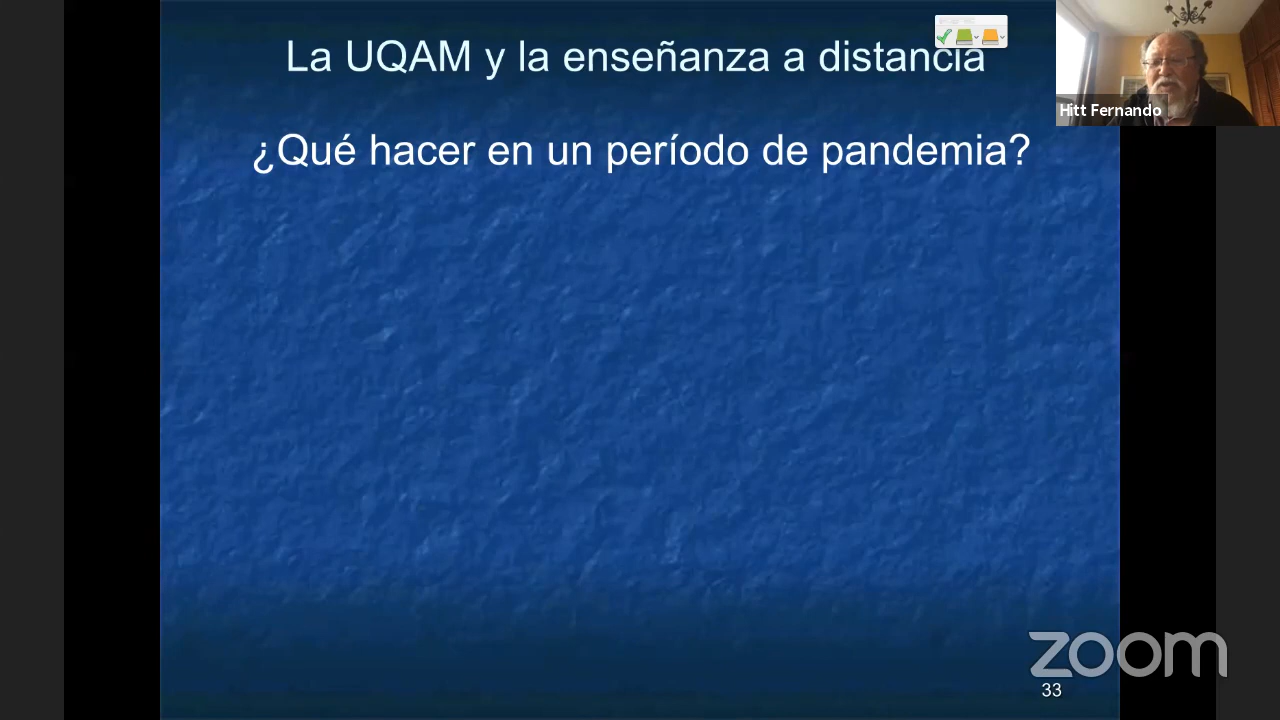 La UQAM y la enseñanza a distancia
Hitt Fernando
¿Qué hacer en un período de pandemia?
zoom
33